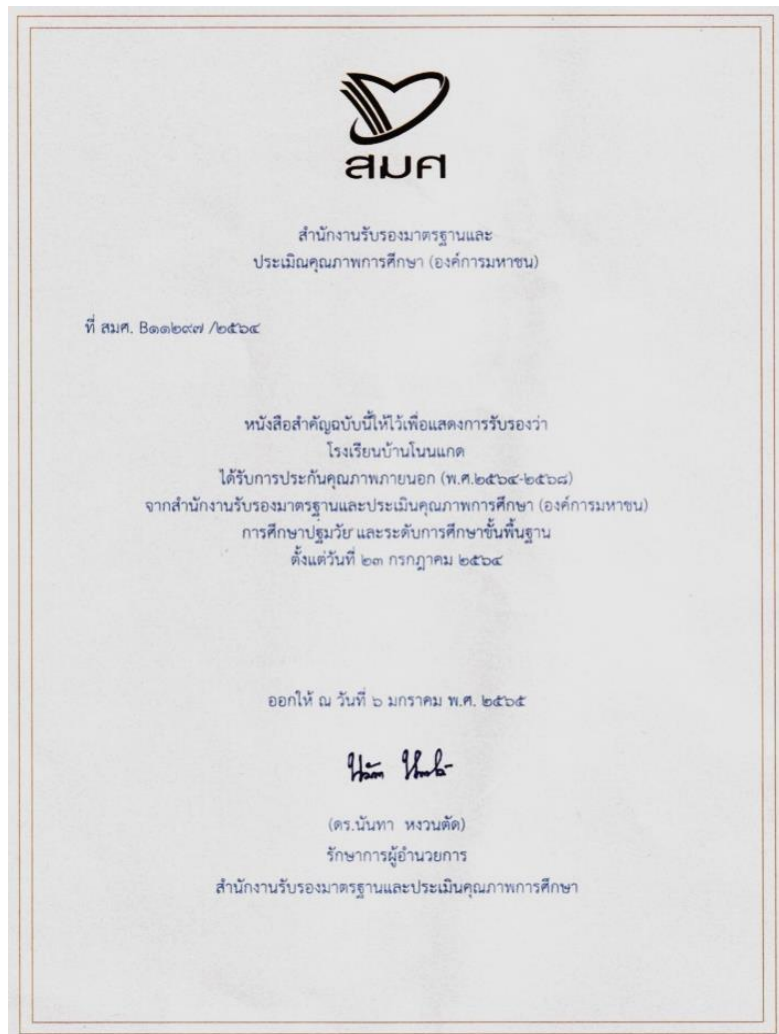 สมศ
สำนักงานรับรองมาตรฐานและ
ประเมิณคุณภาพการศึกษา (องค์การมหาชน)
ที่ สมศ. B๑๑๒๙๗ /๒๕๖๔
หนังสือสำคัญฉบับนี้ให้ไว้เพื่อแสดงการรับรองว่า
โรงเรียนบ้านโนนแกด
ได้รับการประกันคุณภาพภายนอก (พ.ศ.๒๕๖๔-๒๕๖๘)
จากสำนักงานรับรองมาตรฐานและประเมินคุณภาพการศึกษา (องค์การมหาชน)
การศึกษาปฐมวัย และระดับการศึกษาขั้นพื้นฐาน
ตั้งแต่วันที่ ๒๓ กรกฎาคม ๒๕๖๔
ออกให้ ณ วันที่ ๖ มกราคม พ.ศ. ๒๕๖๕
(ดร.นันทา หงวนตัด)
รักษาการผู้อำนวยการ
สำนักงานรับรองมาตรฐานและประเมินคุณภาพการศึกษา